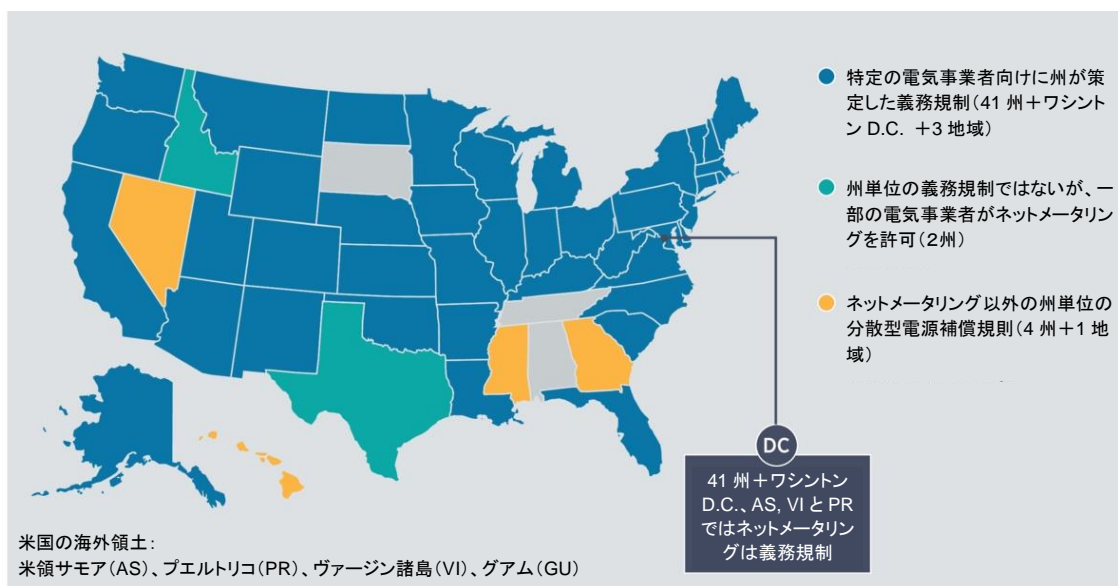 特定の電気事業者向けに州が策
定した義務規制(41 州＋ワシント
ン D.C. ＋3 地域)
州単位の義務規制ではないが、一
部の電気事業者がネットメータリン
グを許可(2州)
ネットメータリング以外の州単位の
分散型電源補償規則(4 州＋1 地
域)
DC
41 州＋ワシントン
D.C.、AS, VI と PR
ではネットメータリン
グは義務規制
米国の海外領土:
米領サモア(AS)、プエルトリコ(PR)、ヴァージン諸島(VI)、グアム(GU)